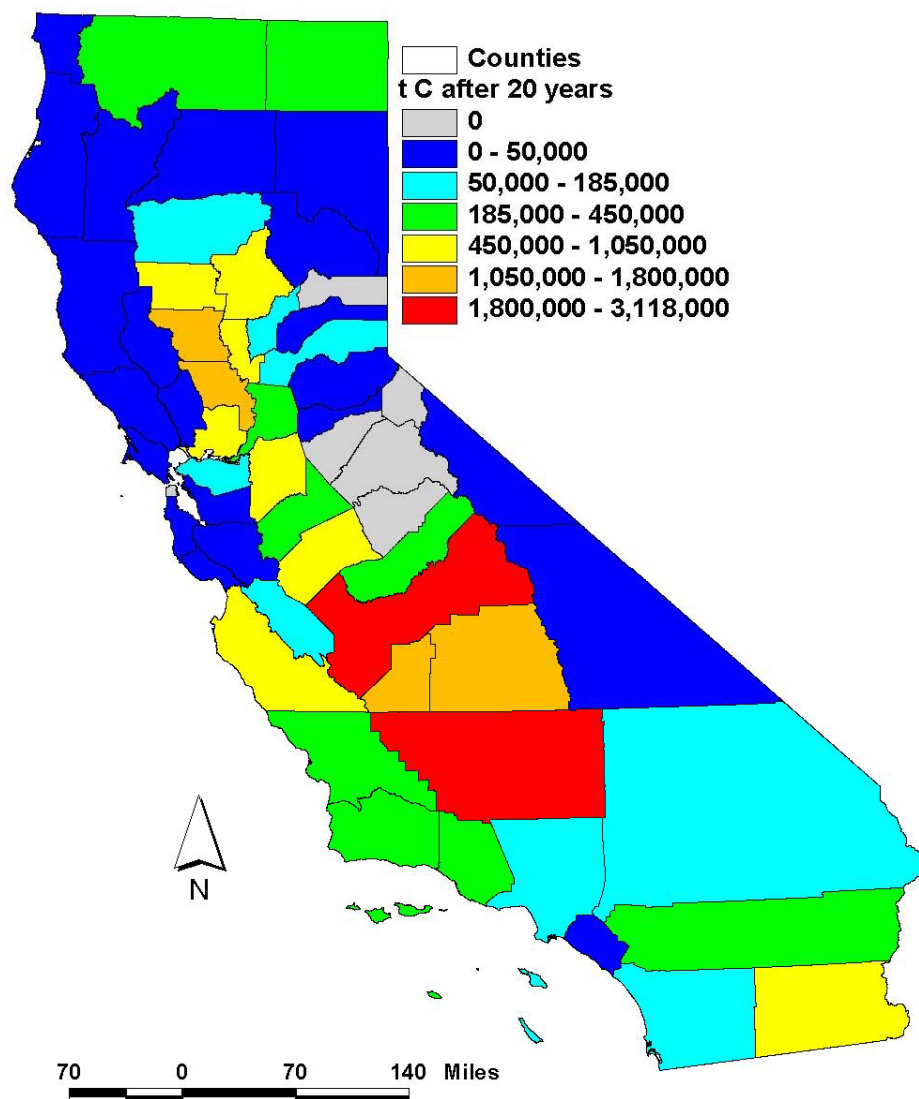 Counties
t C after 20 years
0
0 - 50,000
50,000 - 185,000
185,000 - 450,000
450,000 - 1,050,000
1,050,000 - 1,800,000
1,800,000 - 3,118,000
N
70 0 70 140 Miles